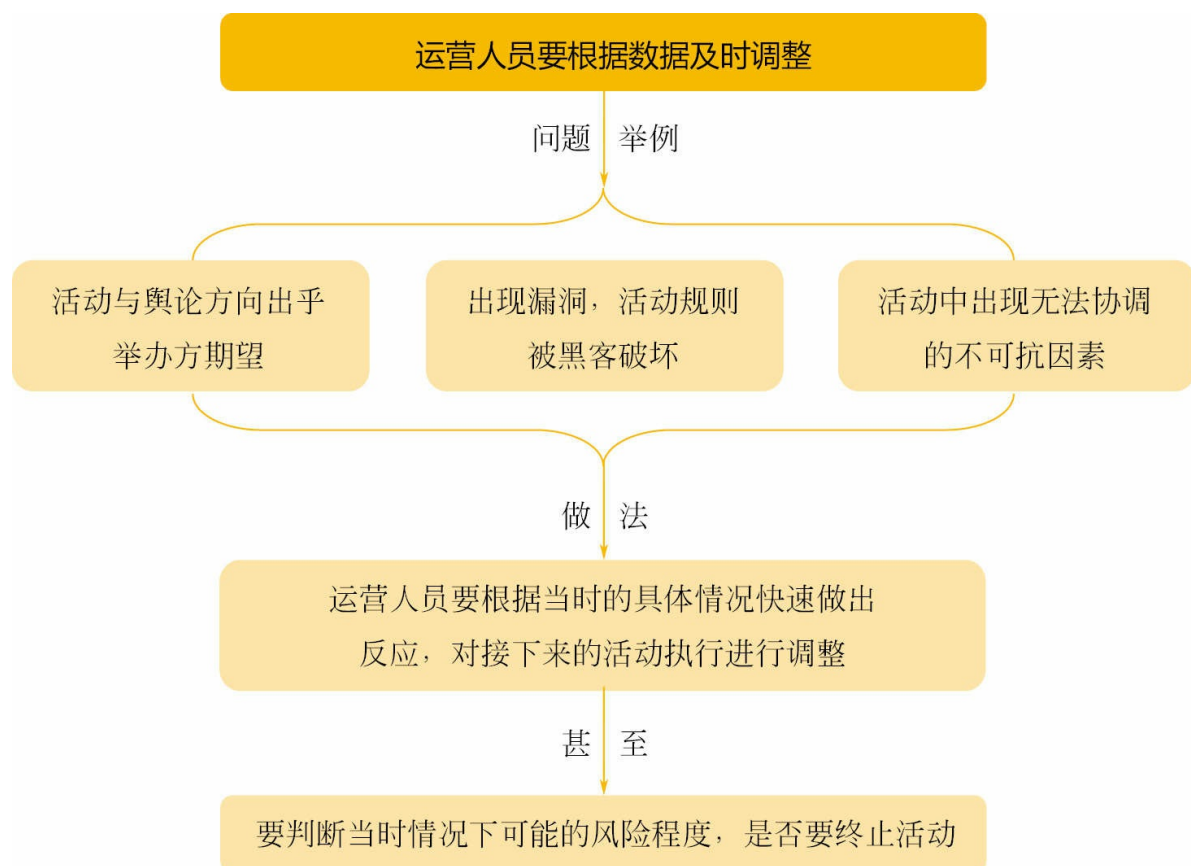 运营人员要根据数据及时调整
问题 举例
活动与舆论方向出乎
举办方期望
出现漏洞，活动规则
被黑客破坏
活动中出现无法协调
的不可抗因素
做 法
运营人员要根据当时的具体情况快速做出
反应，对接下来的活动执行进行调整
甚 至
要判断当时情况下可能的风险程度，是否要终止活动